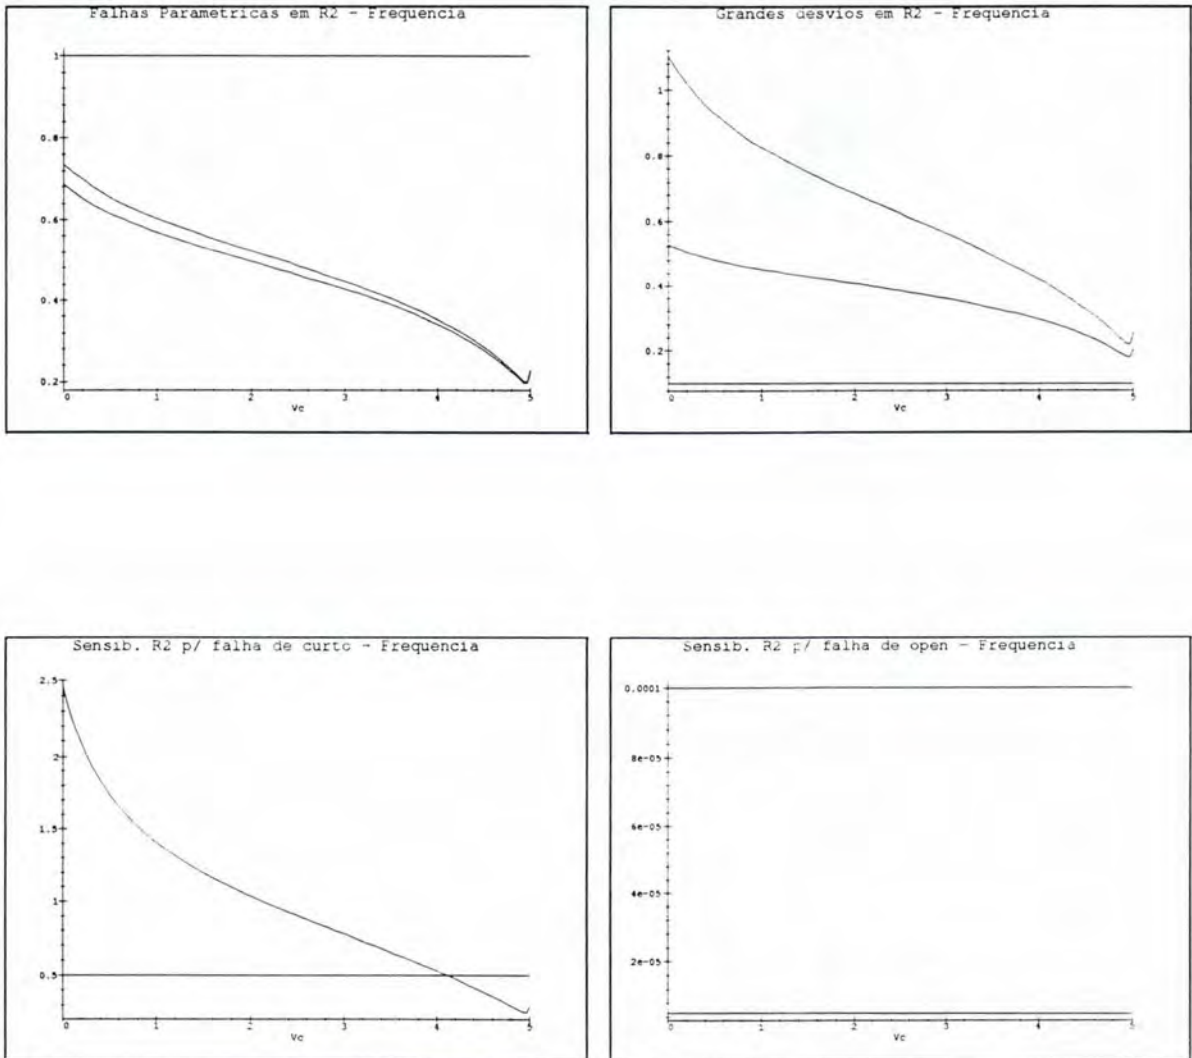 Falhas Parametricas em R2 - Frequencia
1
0.8
0.6
0.4
0.2
0 1 2 3 4 5
Vc
Grandes desvios em R2 - Frequencia
1
0.8
0.6
0.4
0.2
0 1 2 3 4 5
Vc
Sensib. R2 p/ falha de curto - Frequencia
2.5
2
1.5
1
0.5
0 1 2 3 4 5
Vc
Sensib. R2 p/ falha de open - Frequencia
0.0001
8e-05
6e-05
4e-05
2e-05
0 1 2 3 4 5
Vc